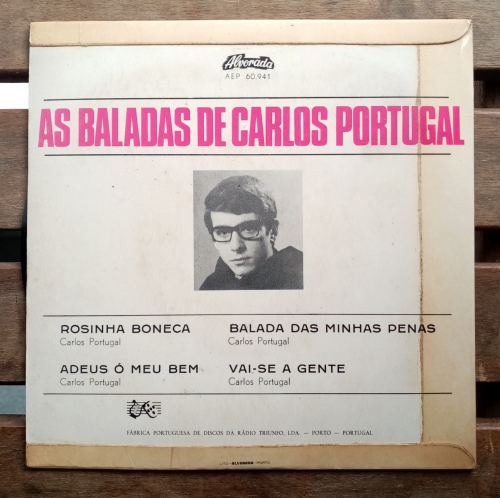 Alvorada
AEP 60.941
AS BALADAS DE CARLOS PORTUGAL
ROSINHA BONECA
Carlos Portugal
BALADA DAS MINHAS PENAS
Carlos Portugal
ADEUS Ó MEU BEM
Carlos Portugal
VAI-SE A GENTE
Carlos Portugal
FÁBRICA PORTUGUESA DE DISCOS DA RÁDIO TRIUNFO, LDA. — PORTO — PORTUGAL